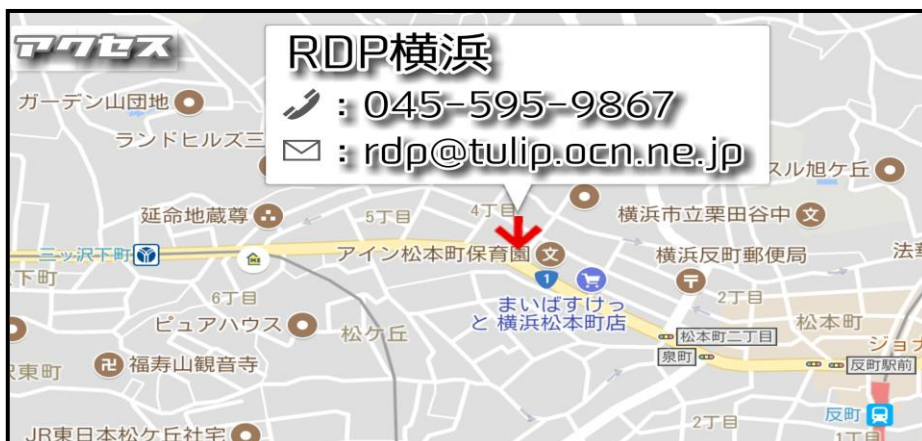 アクセス
RDP横浜
: 045-595-9867
: rdp@tulip.ocn.ne.jp
ガーデン山団地
ランドヒルズ三
スル旭ケ丘
延命地蔵尊
5丁目
4丁目
横浜市立栗田谷中
三ッ沢下町
アイン松本町保育園
横浜反町郵便局
法華
下町
1
6丁目
まいばすけっ
と 横浜松本町店
2丁目
ピュアハウス
松ケ丘
松本町二丁目
松本町
ジョナ
泉町
反町駅前
沢東町
福寿山観音寺
2丁目
反町
JR東日本松ケ丘社宅
1丁目